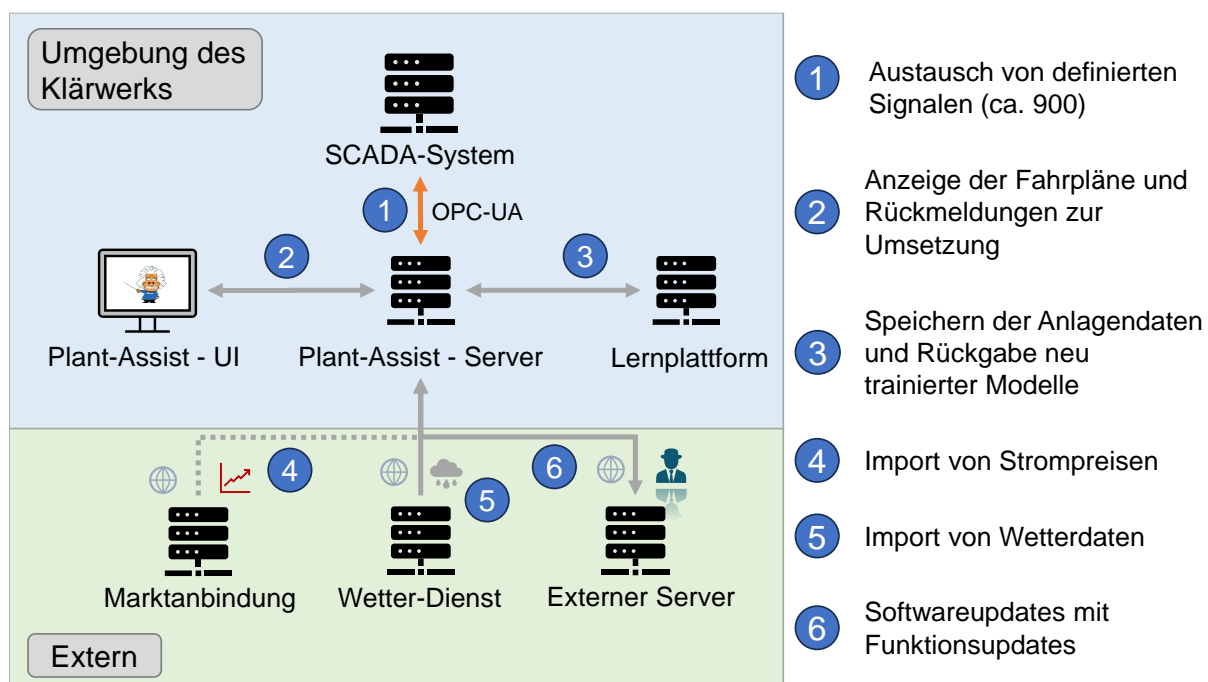 Umgebung des
Klärwerks
SCADA-System
1
OPC-UA
2
3
Plant-Assist - UI
Plant-Assist - Server
Lernplattform
4
5
6
Marktanbindung
Wetter-Dienst
Externer Server
Extern
1
Austausch von definierten
Signalen (ca. 900)
2
Anzeige der Fahrpläne und
Rückmeldungen zur
Umsetzung
3
Speichern der Anlagendaten
und Rückgabe neu
trainierter Modelle
4
Import von Strompreisen
5
Import von Wetterdaten
6
Softwareupdates mit
Funktionsupdates